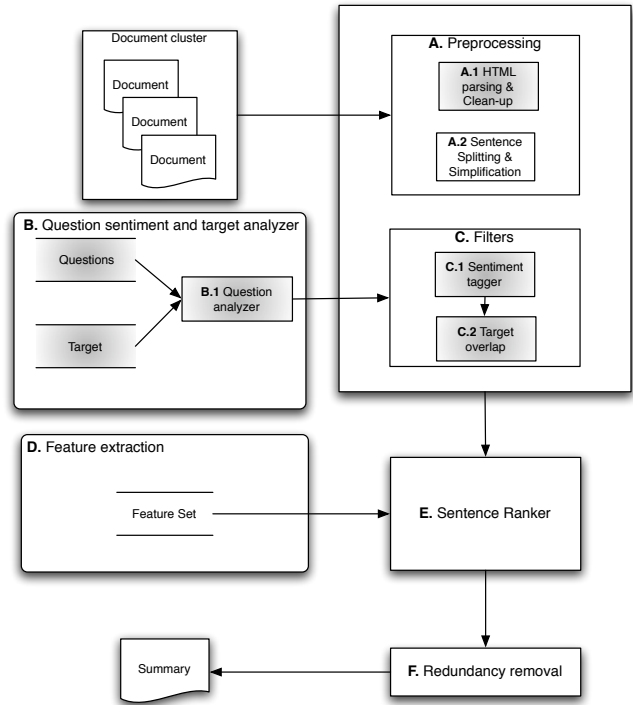 Document cluster
Document
Document
Document
A. Preprocessing
A.1 HTML
parsing &
Clean-up
A.2 Sentence
Splitting &
Simplification
B. Question sentiment and target analyzer
Questions
B.1 Question
analyzer
Target
C. Filters
C.1 Sentiment
tagger
C.2 Target
overlap
D. Feature extraction
Feature Set
E. Sentence Ranker
Summary
F. Redundancy removal